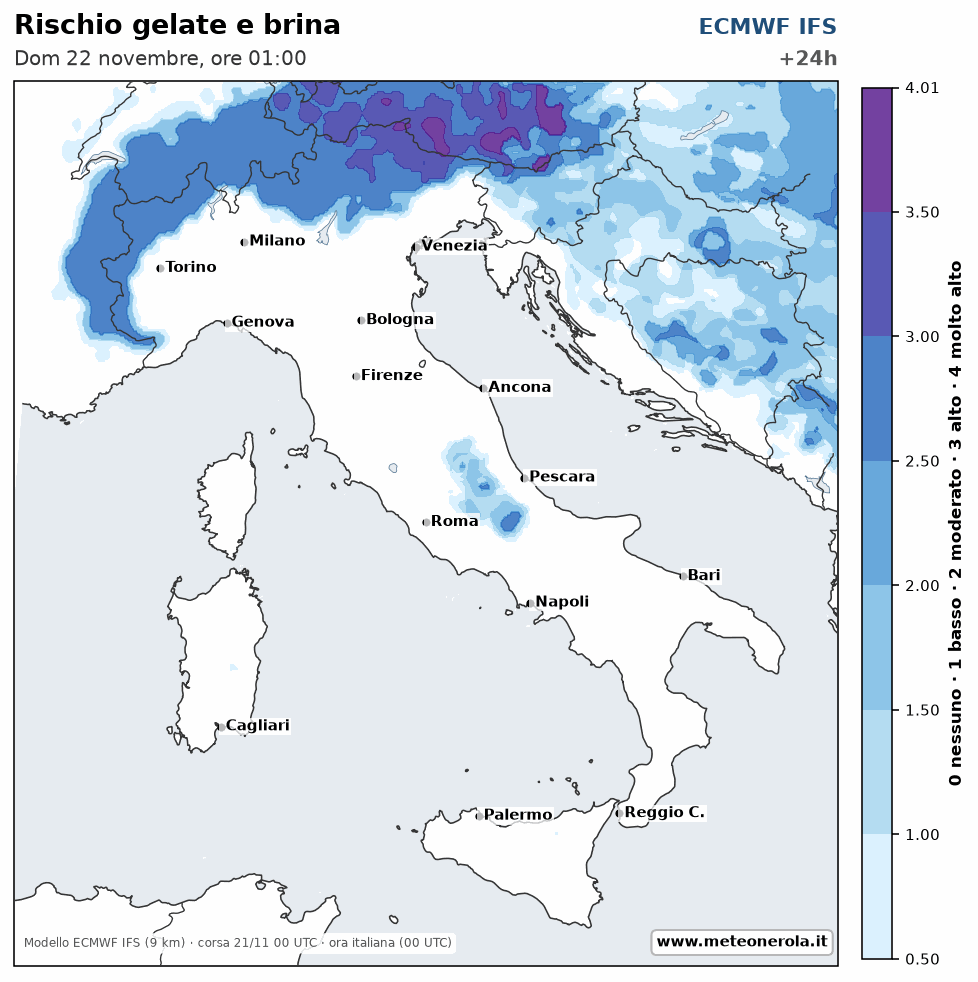 Rischio gelate e brina
ECMWF IFS
Dom 22 novembre, ore 01:00
+24h
4.01
3.50
3.00
2.50
2.00
1.50
1.00
0.50
0 nessuno · 1 basso · 2 moderato · 3 alto · 4 molto alto
Milano
Venezia
Torino
Genova
Bologna
Firenze
Ancona
Pescara
Roma
Bari
Napoli
Cagliari
Palermo
Reggio C.
Modello ECMWF IFS (9 km) · corsa 21/11 00 UTC · ora italiana (00 UTC)
www.meteonerola.it